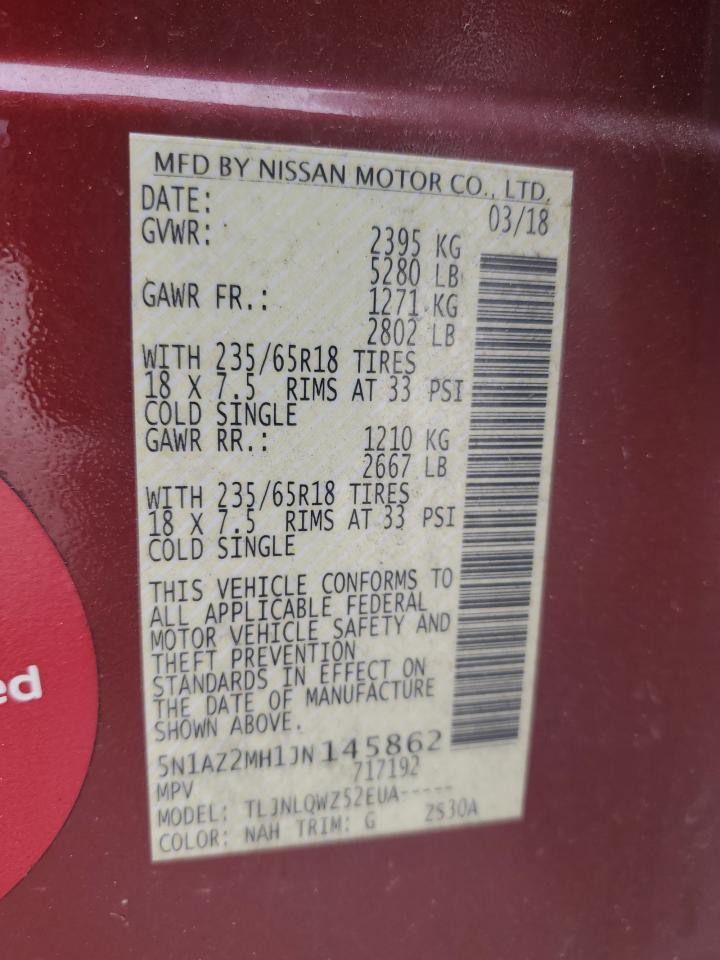 MFD BY NISSAN MOTOR CO., LTD.
DATE: 03/18
GVWR: 2395 KG
5280 LB
GAWR FR.: 1271 KG
2802 LB
WITH 235/65R18 TIRES
18 X 7.5 RIMS AT 33 PSI
COLD SINGLE
GAWR RR.: 1210 KG
2667 LB
WITH 235/65R18 TIRES
18 X 7.5 RIMS AT 33 PSI
COLD SINGLE
THIS VEHICLE CONFORMS TO
ALL APPLICABLE FEDERAL
MOTOR VEHICLE SAFETY AND
THEFT PREVENTION
STANDARDS IN EFFECT ON
THE DATE OF MANUFACTURE
SHOWN ABOVE.
5N1AZ2MH1JN145862
717192
MPV
MODEL: TLJNLQWZ52EUA-----
COLOR: NAH TRIM: G ZS30A
ed